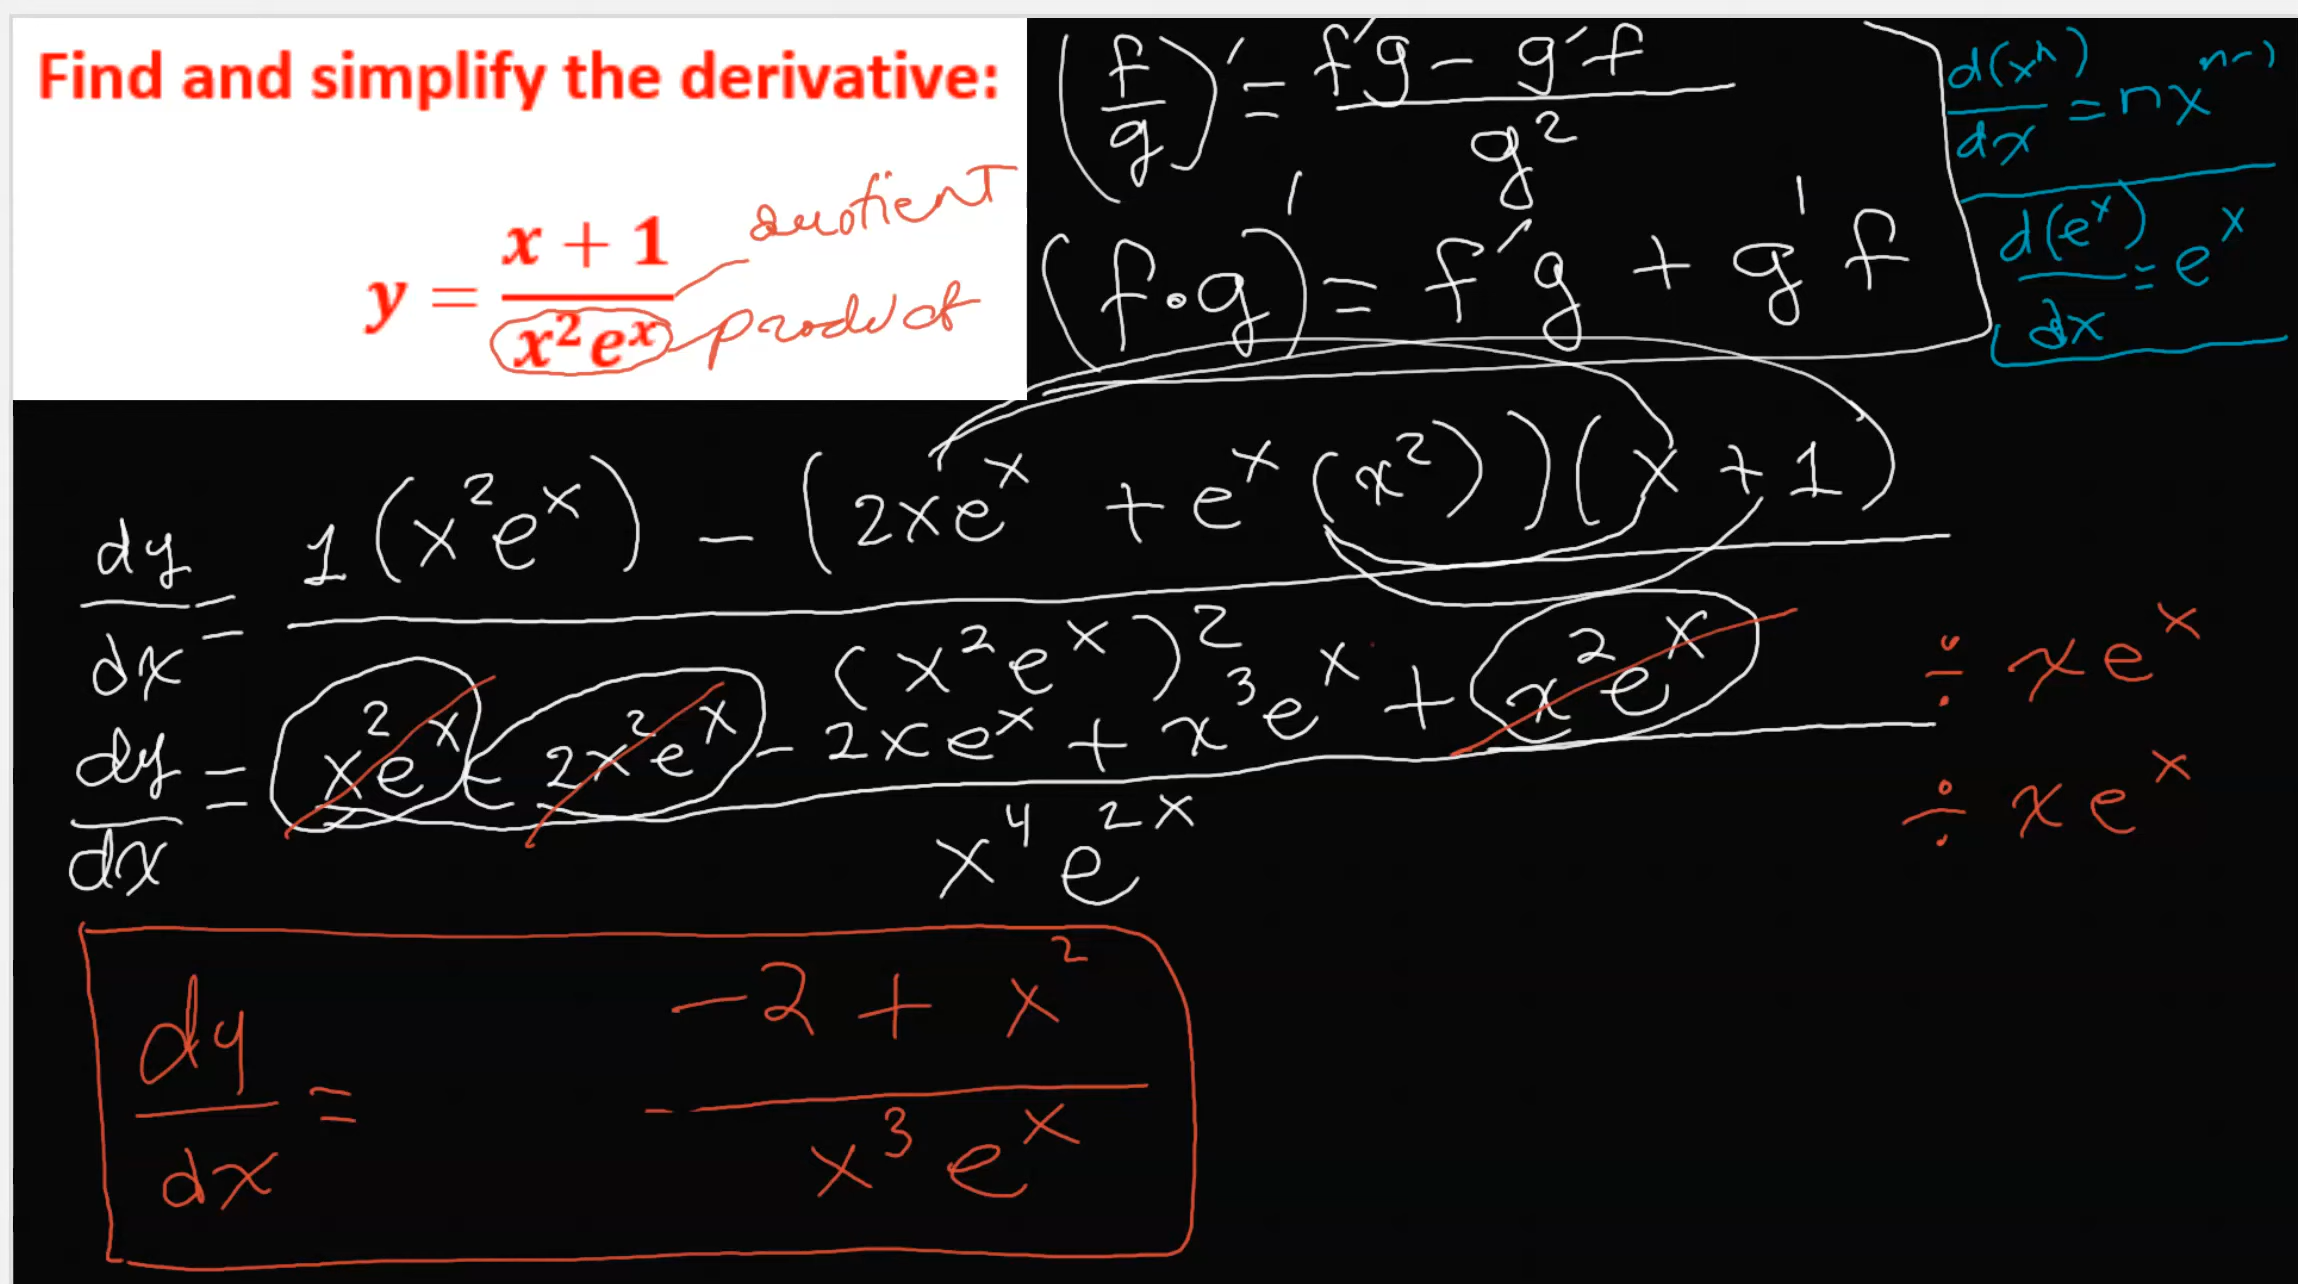 Find and simplify the derivative:
y = (x + 1)/(x²eˣ)
quotient
product
(f/g)' = (f'g - g'f)/g²
(f·g)' = f'g + g'f
d(xⁿ)/dx = nxⁿ⁻¹
d(eˣ)/dx = eˣ
dy/dx = (1(x²eˣ) - (2xeˣ + eˣ(x²))(x + 1))/(x²eˣ)²
dy/dx = (x²eˣ - 2x²eˣ - 2xeˣ + x³eˣ + x²eˣ)/(x⁴e²ˣ)
÷ xeˣ
÷ xeˣ
dy/dx = (-2 + x²)/(x³eˣ)